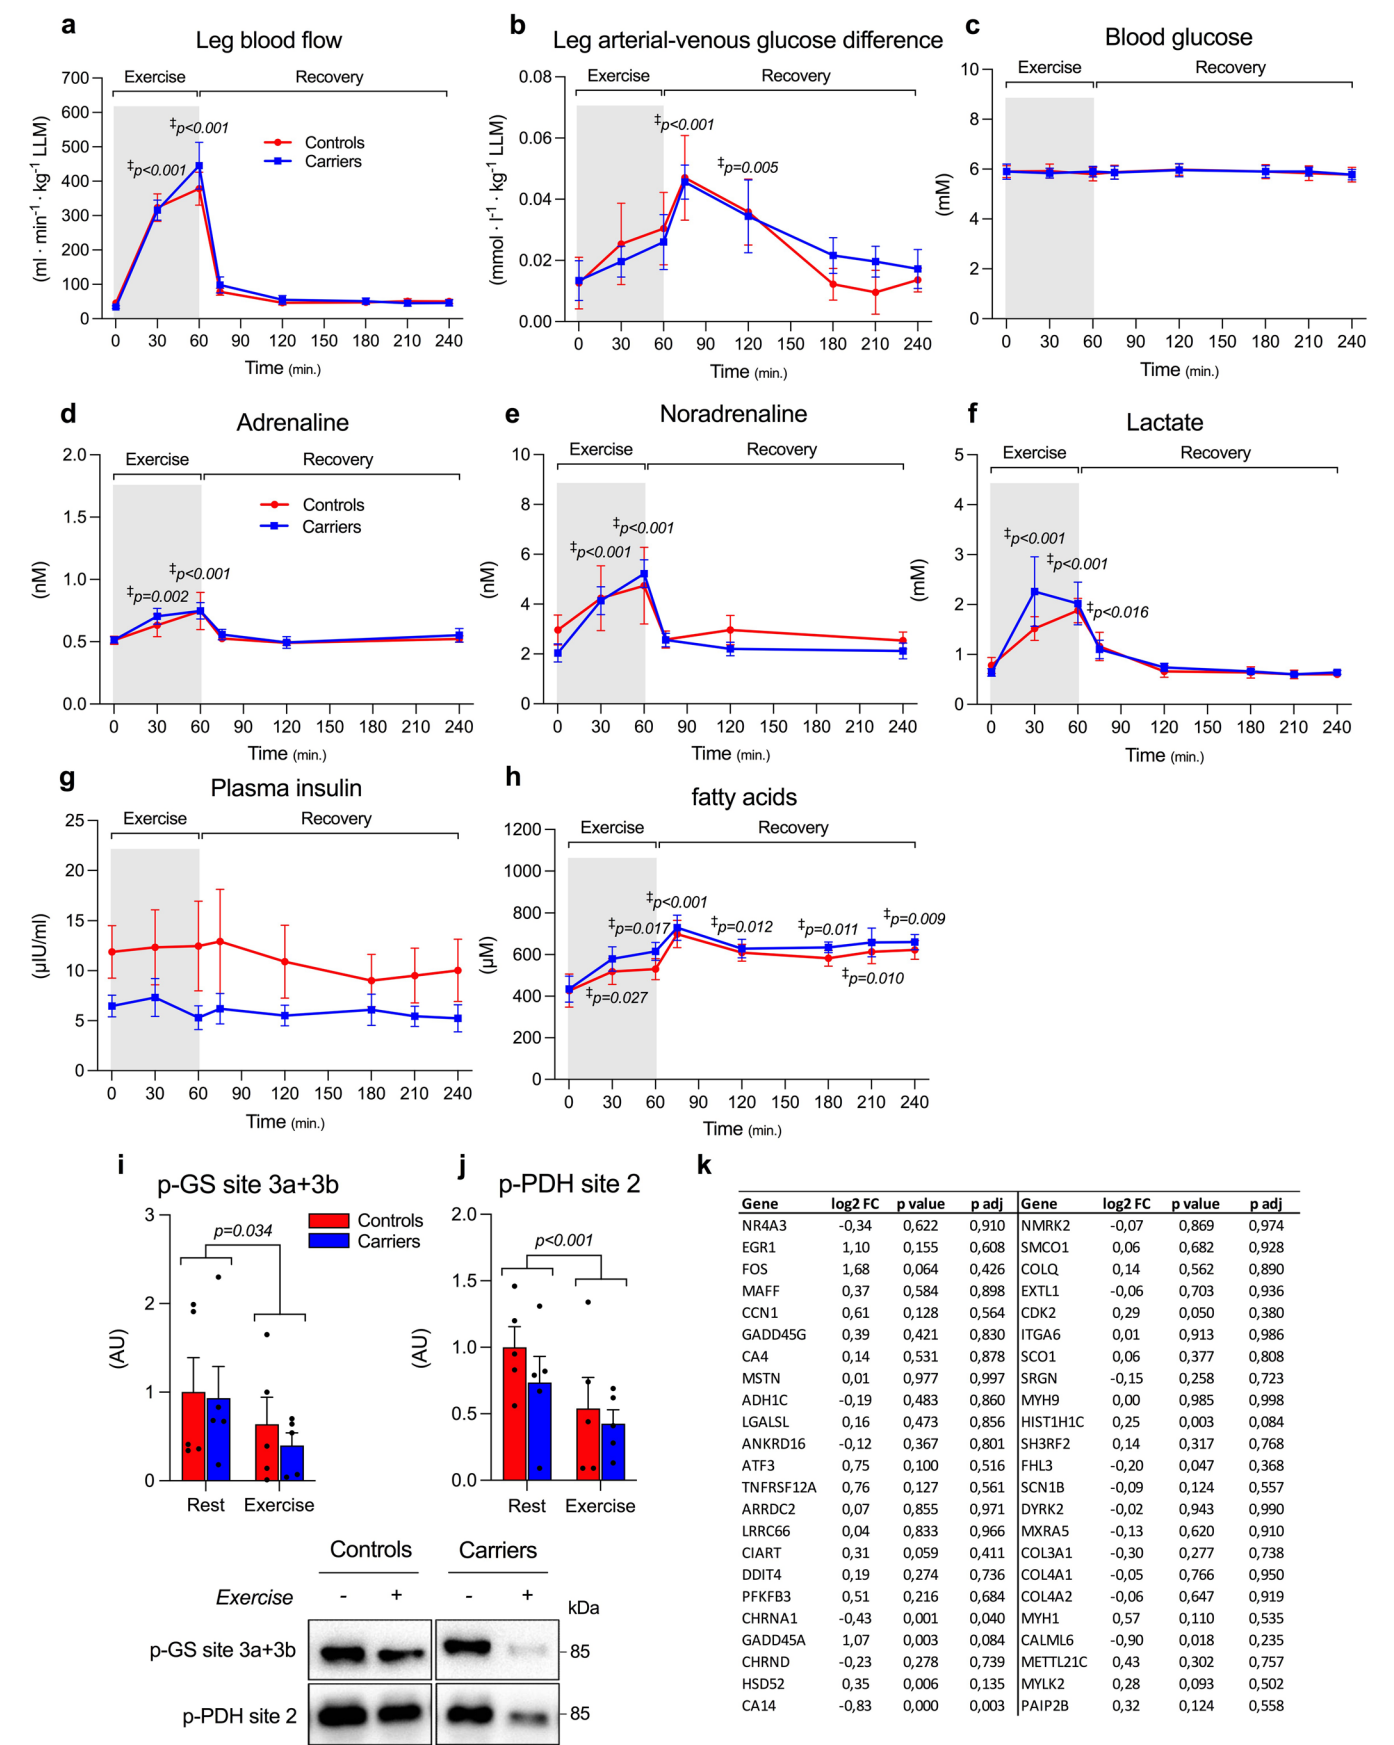 a
Leg blood flow
Exercise Recovery
700
600
500
400
300
200
100
0
(ml · min⁻¹ · kg⁻¹ LLM)
‡p<0.001
‡p<0.001
Controls
Carriers
0 30 60 90 120 150 180 210 240
Time (min.)
b
Leg arterial-venous glucose difference
Exercise Recovery
0.08
0.06
0.04
0.02
0.00
(mmol · l⁻¹ · kg⁻¹ LLM)
‡p<0.001
‡p=0.005
0 30 60 90 120 150 180 210 240
Time (min.)
c
Blood glucose
Exercise Recovery
10
8
6
4
2
0
(mM)
0 30 60 90 120 150 180 210 240
Time (min.)
d
Adrenaline
Exercise Recovery
2.0
1.5
1.0
0.5
0.0
(nM)
Controls
Carriers
‡p<0.001
‡p=0.002
0 30 60 90 120 150 180 210 240
Time (min.)
e
Noradrenaline
Exercise Recovery
10
8
6
4
2
0
(nM)
‡p<0.001
‡p<0.001
0 30 60 90 120 150 180 210 240
Time (min.)
f
Lactate
Exercise Recovery
5
4
3
2
1
0
(mM)
‡p<0.001
‡p<0.001
‡p<0.016
0 30 60 90 120 150 180 210 240
Time (min.)
g
Plasma insulin
Exercise Recovery
25
20
15
10
5
0
(µIU/ml)
0 30 60 90 120 150 180 210 240
Time (min.)
h
fatty acids
Exercise Recovery
1200
1000
800
600
400
200
0
(µM)
‡p<0.001
‡p=0.017
‡p=0.012
‡p=0.011
‡p=0.009
‡p=0.010
‡p=0.027
0 30 60 90 120 150 180 210 240
Time (min.)
i
p-GS site 3a+3b
3
2
1
0
(AU)
p=0.034
Controls
Carriers
Rest Exercise
j
p-PDH site 2
2.0
1.5
1.0
0.5
0.0
(AU)
p<0.001
Rest Exercise
Controls Carriers
Exercise - + - +
kDa
p-GS site 3a+3b 85
p-PDH site 2 85
k
Gene log2 FC p value p adj Gene log2 FC p value p adj
NR4A3 -0,34 0,622 0,910 NMRK2 -0,07 0,869 0,974
EGR1 1,10 0,155 0,608 SMCO1 0,06 0,682 0,928
FOS 1,68 0,064 0,426 COLQ 0,14 0,562 0,890
MAFF 0,37 0,584 0,898 EXTL1 -0,06 0,703 0,936
CCN1 0,61 0,128 0,564 CDK2 0,29 0,050 0,380
GADD45G 0,39 0,421 0,830 ITGA6 0,01 0,913 0,986
CA4 0,14 0,531 0,878 SCO1 0,06 0,377 0,808
MSTN 0,01 0,977 0,997 SRGN -0,15 0,258 0,723
ADH1C -0,19 0,483 0,860 MYH9 0,00 0,985 0,998
LGALSL 0,16 0,473 0,856 HIST1H1C 0,25 0,003 0,084
ANKRD16 -0,12 0,367 0,801 SH3RF2 0,14 0,317 0,768
ATF3 0,75 0,100 0,516 FHL3 -0,20 0,047 0,368
TNFRSF12A 0,76 0,127 0,561 SCN1B -0,09 0,124 0,557
ARRDC2 0,07 0,855 0,971 DYRK2 -0,02 0,943 0,990
LRRC66 0,04 0,833 0,966 MXRA5 -0,13 0,620 0,910
CIART 0,31 0,059 0,411 COL3A1 -0,30 0,277 0,738
DDIT4 0,19 0,274 0,736 COL4A1 -0,05 0,766 0,950
PFKFB3 0,51 0,216 0,684 COL4A2 -0,06 0,647 0,919
CHRNA1 -0,43 0,001 0,040 MYH1 0,57 0,110 0,535
GADD45A 1,07 0,003 0,084 CALML6 -0,90 0,018 0,235
CHRND -0,23 0,278 0,739 METTL21C 0,43 0,302 0,757
HSD52 0,35 0,006 0,135 MYLK2 0,28 0,093 0,502
CA14 -0,83 0,000 0,003 PAIP2B 0,32 0,124 0,558